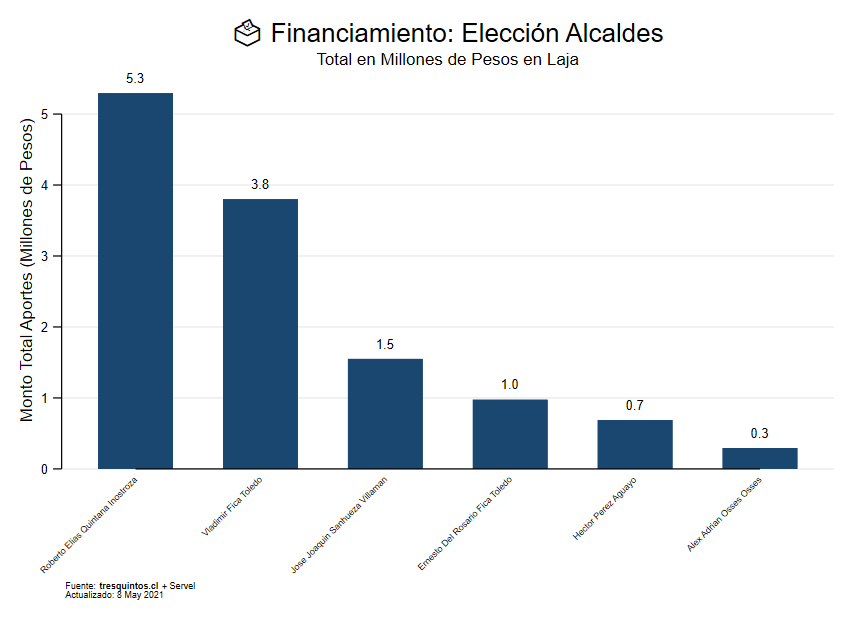 Financiamiento: Elección Alcaldes
Total en Millones de Pesos en Laja
Monto Total Aportes (Millones de Pesos)
5
4
3
2
1
0
5.3
3.8
1.5
1.0
0.7
0.3
Roberto Elias Quintana Inostroza
Vladimir Fica Toledo
Jose Joaquin Sanhueza Villaman
Ernesto Del Rosario Fica Toledo
Hector Perez Aguayo
Alex Adrian Osses Osses
Fuente: tresquintos.cl + Servel
Actualizado: 8 May 2021